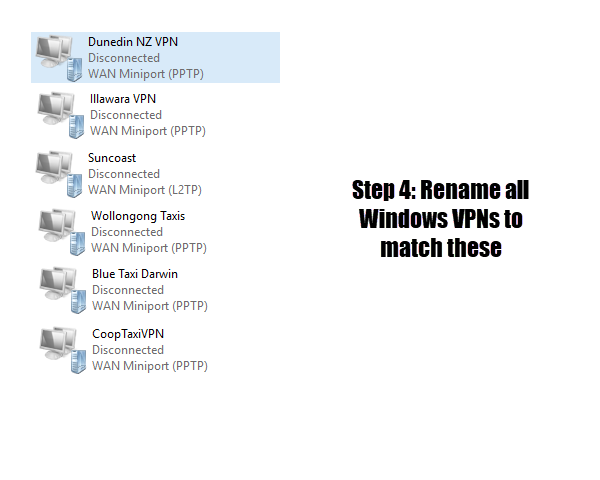 Dunedin NZ VPN
Disconnected
WAN Miniport (PPTP)
Illawara VPN
Disconnected
WAN Miniport (PPTP)
Suncoast
Disconnected
WAN Miniport (L2TP)
Wollongong Taxis
Disconnected
WAN Miniport (PPTP)
Blue Taxi Darwin
Disconnected
WAN Miniport (PPTP)
CoopTaxiVPN
Disconnected
WAN Miniport (PPTP)
Step 4: Rename all
Windows VPNs to
match these